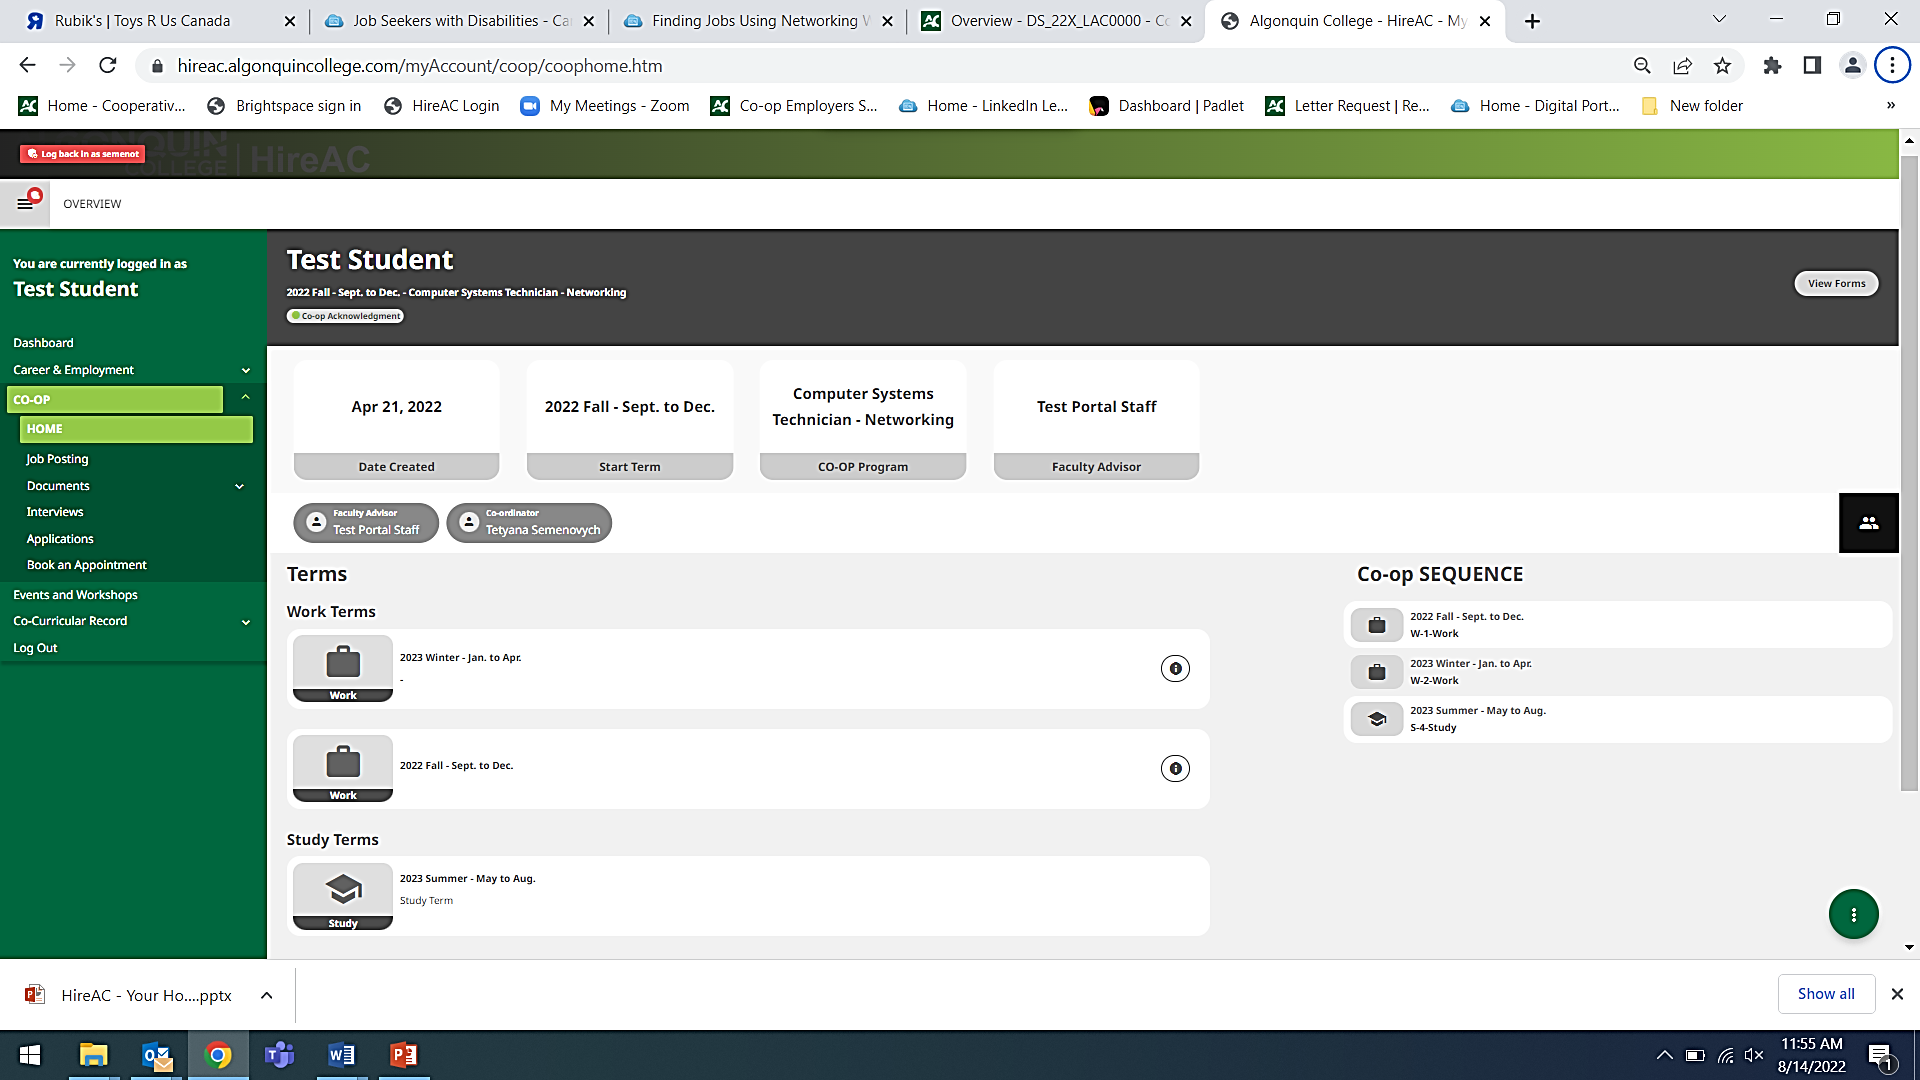 Rubik's | Toys R Us Canada
Job Seekers with Disabilities - Ca
Finding Jobs Using Networking
Overview - DS_22X_LAC0000 - Co
Algonquin College - HireAC - My
hireac.algonquincollege.com/myAccount/coop/coophome.htm
Home - Cooperativ...
Brightspace sign in
HireAC Login
My Meetings - Zoom
Co-op Employers S...
Home - LinkedIn Le...
Dashboard | Padlet
Letter Request | Re...
Home - Digital Port...
New folder
»
Log back in as semenot
COLLEGE | HireAC
OVERVIEW
You are currently logged in as
Test Student
Dashboard
Career & Employment
CO-OP
HOME
Job Posting
Documents
Interviews
Applications
Book an Appointment
Events and Workshops
Co-Curricular Record
Log Out
Test Student
2022 Fall - Sept. to Dec. - Computer Systems Technician - Networking
Co-op Acknowledgment
View Forms
Apr 21, 2022
Date Created
2022 Fall - Sept. to Dec.
Start Term
Computer Systems
Technician - Networking
CO-OP Program
Test Portal Staff
Faculty Advisor
Faculty Advisor
Test Portal Staff
Co-ordinator
Tetyana Semenovych
Terms
Work Terms
2023 Winter - Jan. to Apr.
-
Work
2022 Fall - Sept. to Dec.
Work
Study Terms
2023 Summer - May to Aug.
Study Term
Study
Co-op SEQUENCE
2022 Fall - Sept. to Dec.
W-1-Work
2023 Winter - Jan. to Apr.
W-2-Work
2023 Summer - May to Aug.
S-4-Study
HireAC - Your Ho....pptx
Show all
11:55 AM
8/14/2022
1